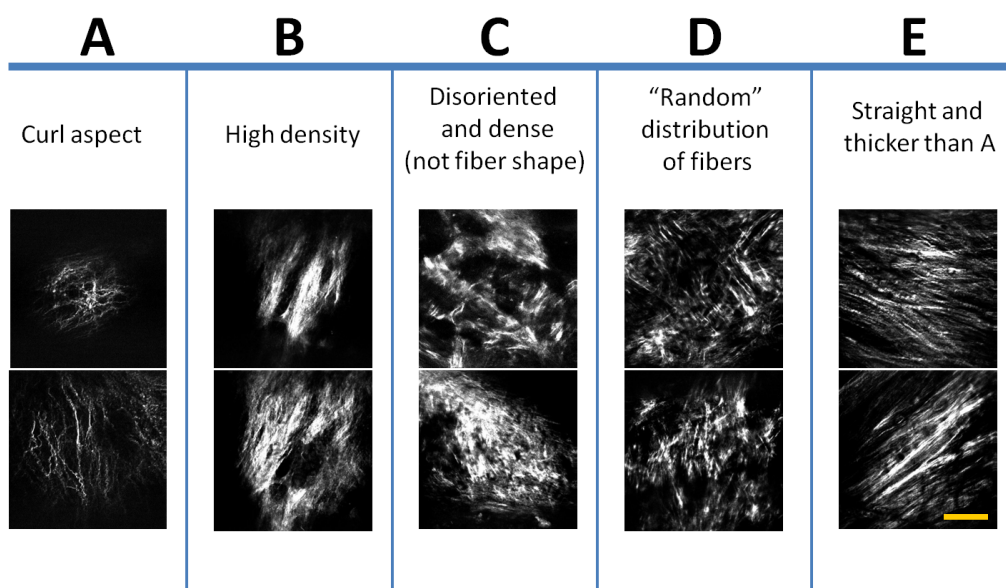 A
B
C
D
E
Curl aspect
High density
Disoriented
and dense
(not fiber shape)
“Random”
distribution
of fibers
Straight and
thicker than A